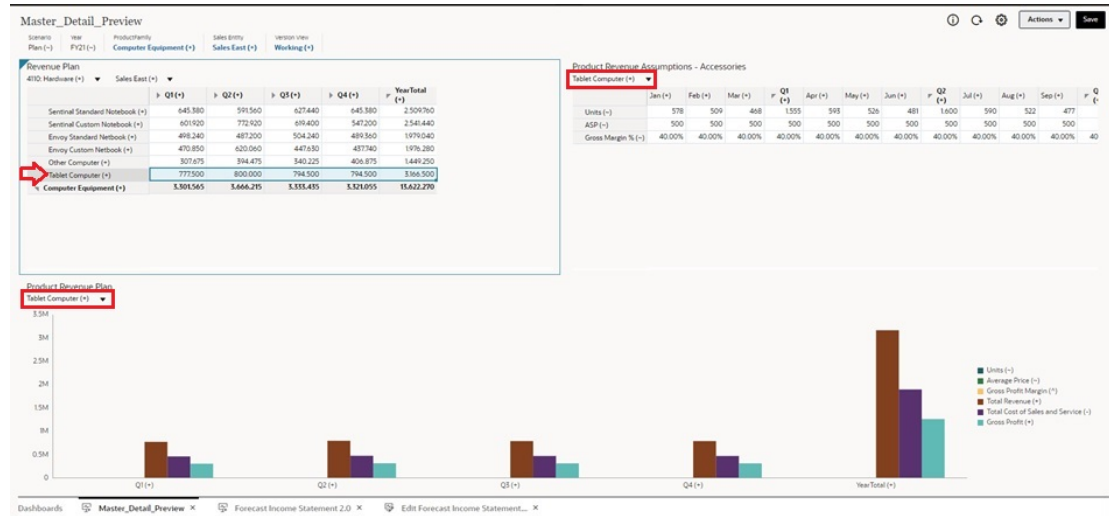 Master_Detail_Preview
Actions ▼ Save
Scenario Year ProductFamily Sales Entity Version View
Plan (~) FY21 (~) Computer Equipment (+) Sales East (+) Working (+)
Revenue Plan
4110: Hardware (+) ▼ Sales East (+) ▼
Q1 (+) Q2 (+) Q3 (+) Q4 (+) YearTotal (+)
Sentinal Standard Notebook (+) 645.380 591.560 627.440 645.380 2.509.760
Sentinal Custom Notebook (+) 601.920 772.920 619.400 547.200 2.541.440
Envoy Standard Netbook (+) 498.240 487.200 504.240 489.360 1.979.040
Envoy Custom Netbook (+) 470.850 620.060 447.630 437.740 1.976.280
Other Computer (+) 307.675 394.475 340.225 406.875 1.449.250
Tablet Computer (+) 777.500 800.000 794.500 794.500 3.166.500
Computer Equipment (+) 3.301.565 3.666.215 3.333.435 3.321.055 13.622.270
Product Revenue Assumptions - Accessories
Tablet Computer (+) ▼
Jan (+) Feb (+) Mar (+) Q1 (+) Apr (+) May (+) Jun (+) Q2 (+) Jul (+) Aug (+) Sep (+) Q
Units (~) 578 509 468 1.555 593 526 481 1.600 590 522 477
ASP (~) 500 500 500 500 500 500 500 500 500 500 500
Gross Margin % (~) 40.00% 40.00% 40.00% 40.00% 40.00% 40.00% 40.00% 40.00% 40.00% 40.00% 40.00% 40
Product Revenue Plan
Tablet Computer (+) ▼
3.5M
3M
2.5M
2M
1.5M
1M
0.5M
0
Q1 (+) Q2 (+) Q3 (+) Q4 (+) YearTotal (+)
Units (~)
Average Price (~)
Gross Profit Margin (^)
Total Revenue (+)
Total Cost of Sales and Service (-)
Gross Profit (+)
Dashboards Master_Detail_Preview × Forecast Income Statement 2.0 × Edit Forecast Income Statement... ×